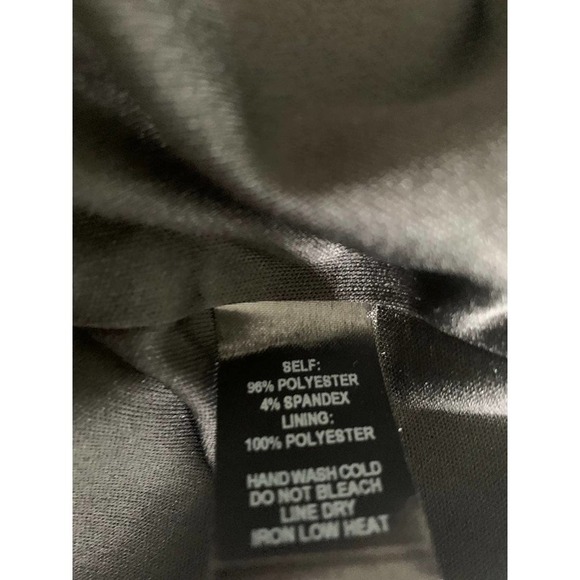 SELF:
96% POLYESTER
4% SPANDEX
LINING:
100% POLYESTER
HAND WASH COLD
DO NOT BLEACH
LINE DRY
IRON LOW HEAT